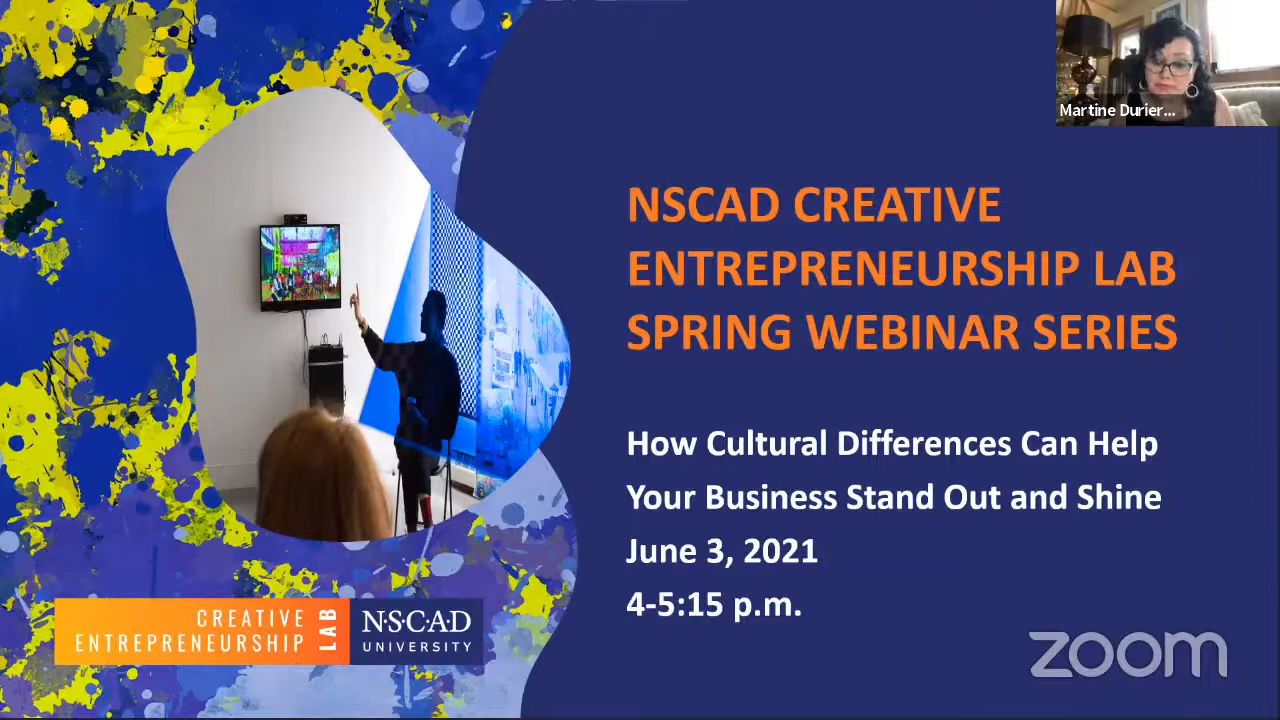 Martine Durier...
NSCAD CREATIVE
ENTREPRENEURSHIP LAB
SPRING WEBINAR SERIES
How Cultural Differences Can Help
Your Business Stand Out and Shine
June 3, 2021
4-5:15 p.m.
CREATIVE
ENTREPRENEURSHIP
LAB
N·S·C·A·D
UNIVERSITY
zoom